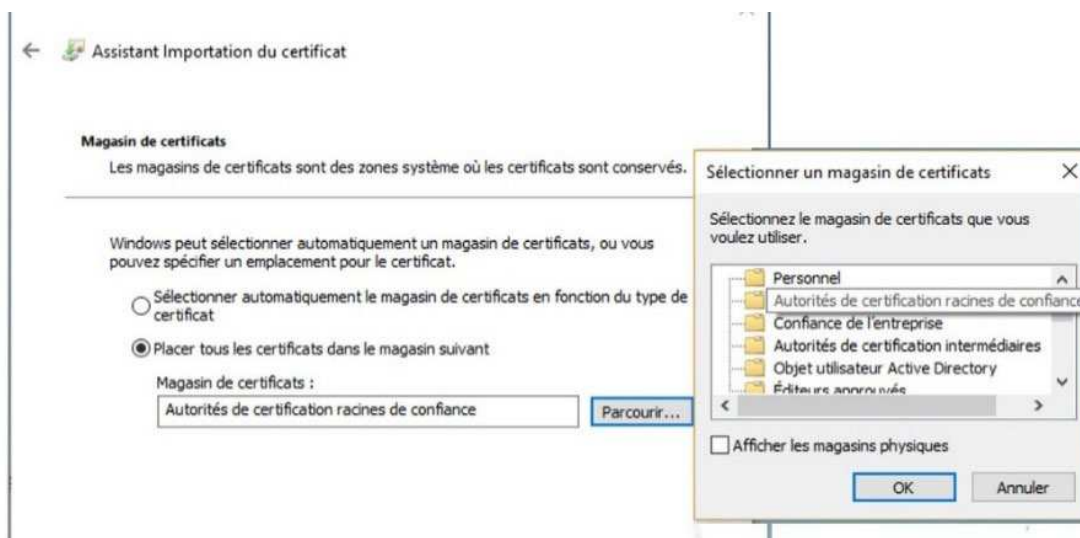 Assistant Importation du certificat
Magasin de certificats
Les magasins de certificats sont des zones système où les certificats sont conservés.
Windows peut sélectionner automatiquement un magasin de certificats, ou vous
pouvez spécifier un emplacement pour le certificat.
Sélectionner automatiquement le magasin de certificats en fonction du type de
certificat
Placer tous les certificats dans le magasin suivant
Magasin de certificats :
Autorités de certification racines de confiance
Parcourir...
Sélectionner un magasin de certificats
Sélectionnez le magasin de certificats que vous
voulez utiliser.
Personnel
Autorités de certification racines de confiance
Confiance de l'entreprise
Autorités de certification intermédiaires
Objet utilisateur Active Directory
Éditeurs approuvés
Afficher les magasins physiques
OK
Annuler